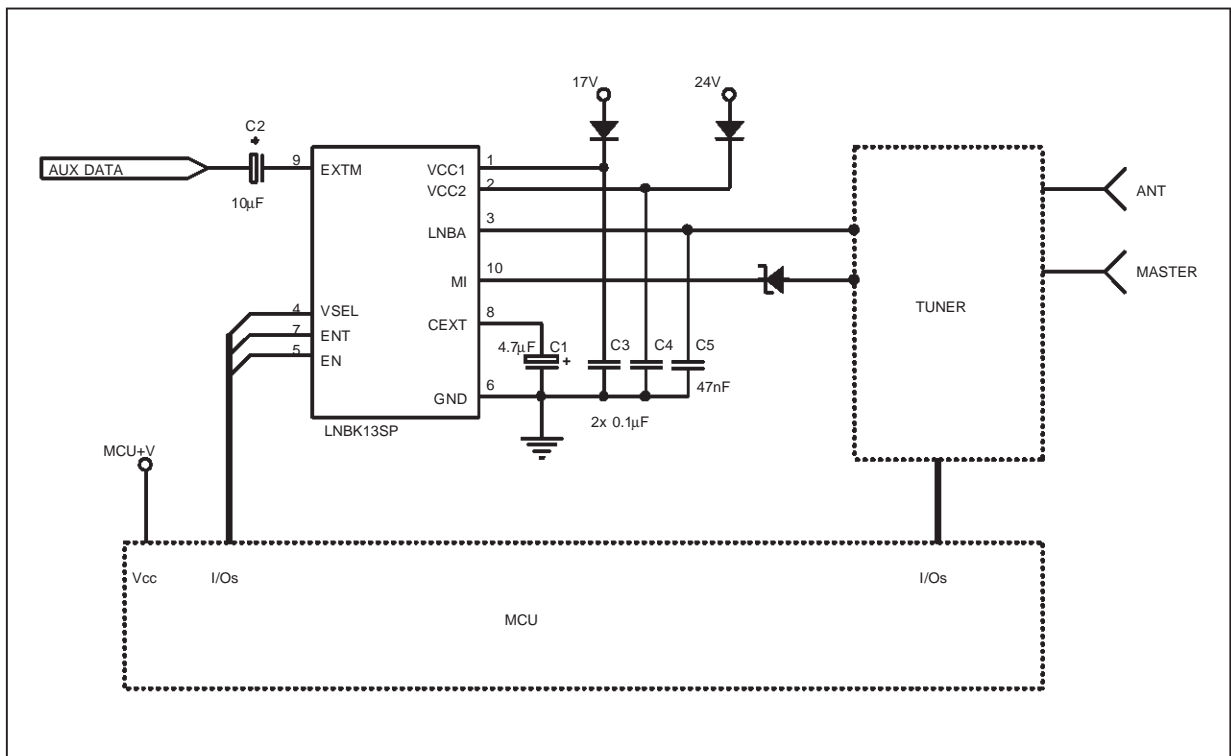 17V
24V
C2
+
AUX DATA
10µF
9
EXTM
VCC1
1
VCC2
2
LNBA
3
MI
10
4
VSEL
7
ENT
5
EN
CEXT
8
4.7µF
C1
+
C3
C4
C5
47nF
GND
6
2x 0.1µF
LNBK13SP
TUNER
ANT
MASTER
MCU+V
Vcc
I/Os
I/Os
MCU